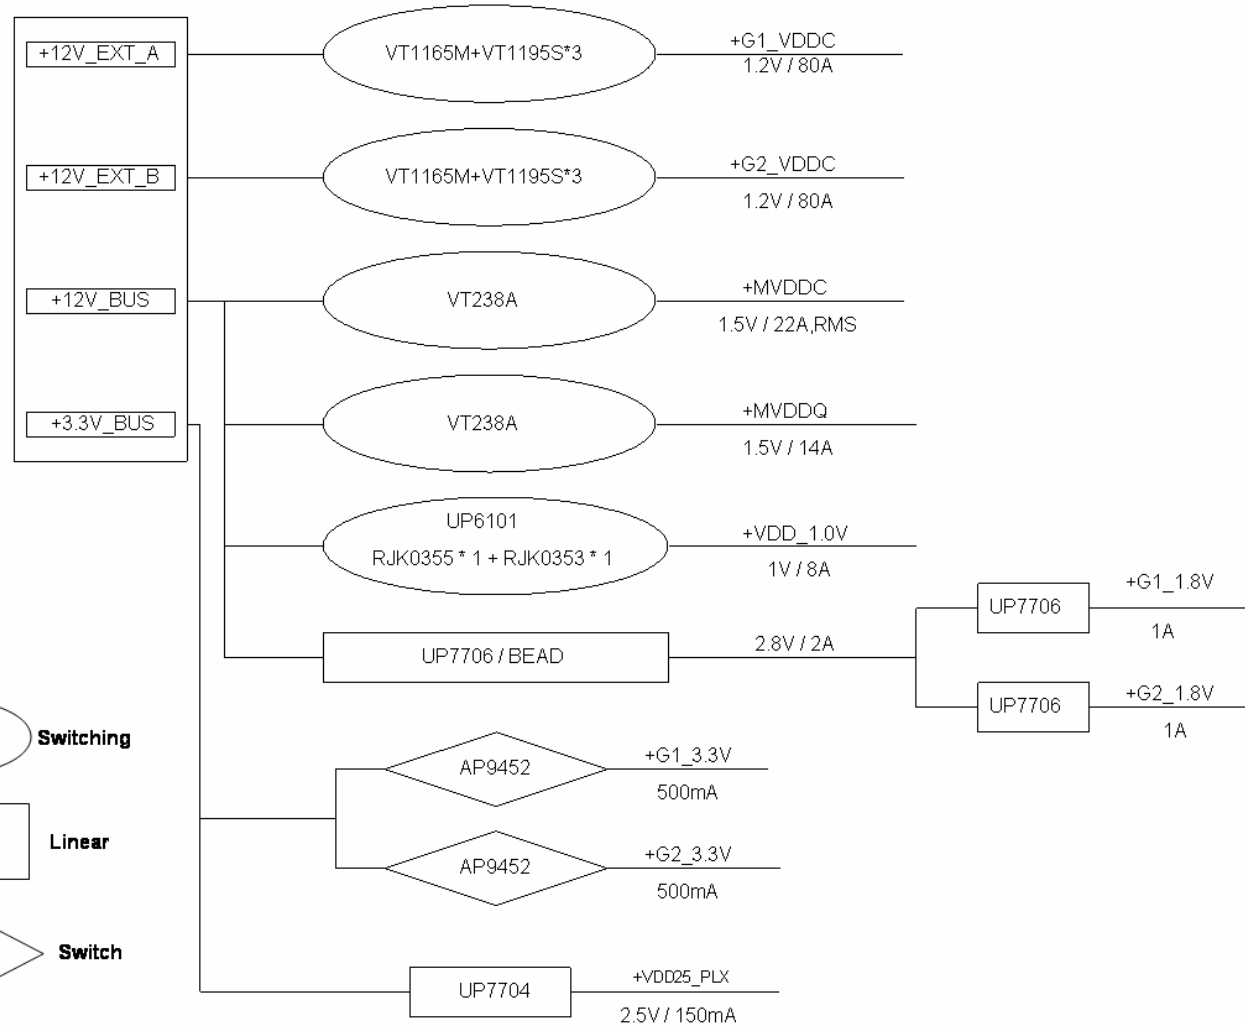 +12V_EXT_A
VT1165M+VT1195S*3
+G1_VDDC
1.2V / 80A
+12V_EXT_B
VT1165M+VT1195S*3
+G2_VDDC
1.2V / 80A
+12V_BUS
VT238A
+MVDDC
1.5V / 22A,RMS
+3.3V_BUS
VT238A
+MVDDQ
1.5V / 14A
UP6101
RJK0355 * 1 + RJK0353 * 1
+VDD_1.0V
1V / 8A
UP7706 / BEAD
2.8V / 2A
UP7706
+G1_1.8V
1A
UP7706
+G2_1.8V
1A
Switching
AP9452
+G1_3.3V
500mA
Linear
AP9452
+G2_3.3V
500mA
Switch
UP7704
+VDD25_PLX
2.5V / 150mA